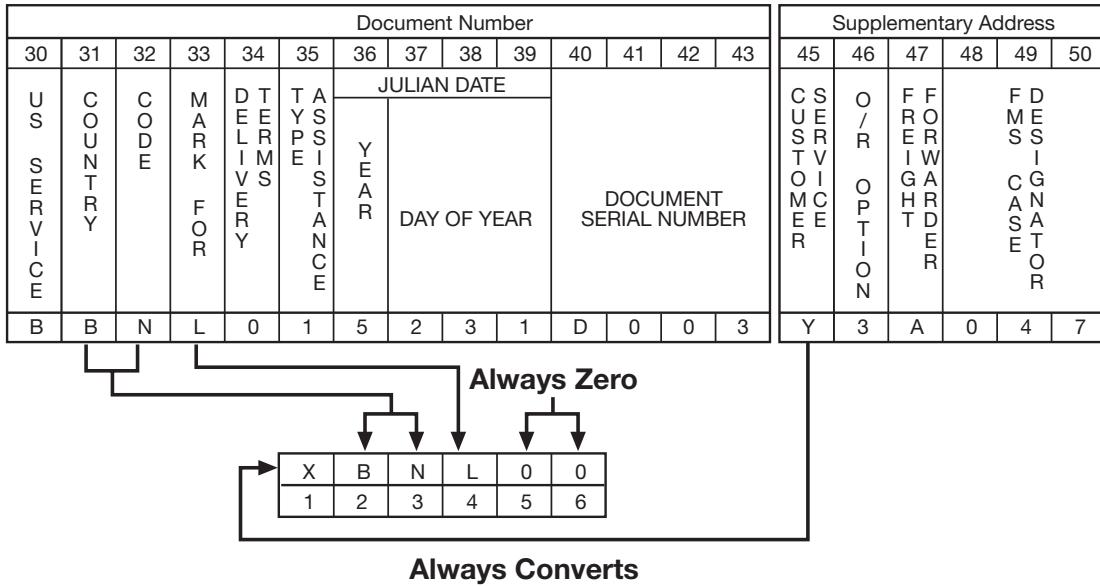 Document Number Supplementary Address
30 31 32 33 34 35 36 37 38 39 40 41 42 43 45 46 47 48 49 50
US SERVICE
COUNTRY
CODE
MARK FOR
DELIVERY TERMS
TYPE ASSISTANCE
JULIAN DATE
YEAR
DAY OF YEAR
DOCUMENT
SERIAL NUMBER
CUSTOMER SERVICE
O/R OPTION
FREIGHT FORWARDER
FMS CASE DESIGNATOR
B B N L 0 1 5 2 3 1 D 0 0 3 Y 3 A 0 4 7
Always Zero
X B N L 0 0
1 2 3 4 5 6
Always Converts